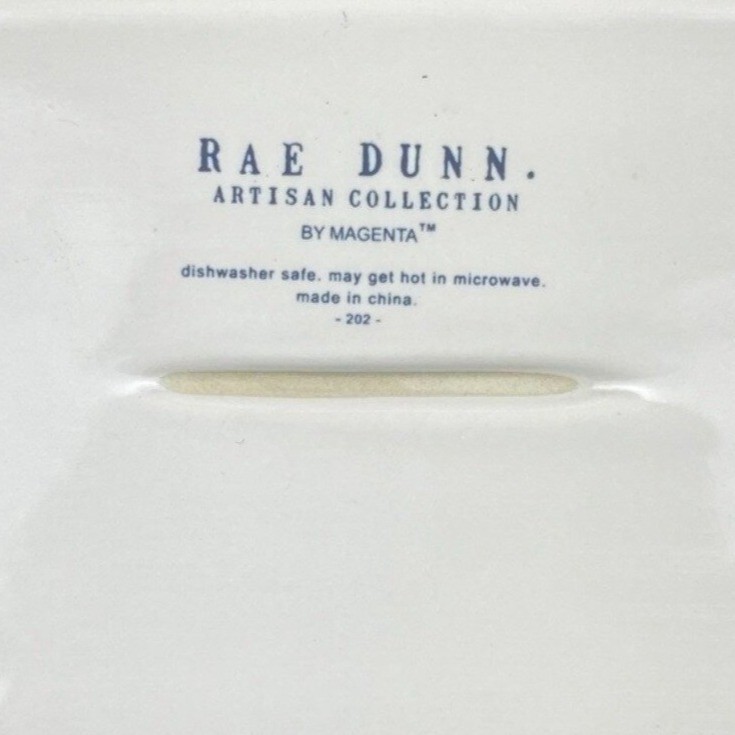 RAE DUNN.
ARTISAN COLLECTION
BY MAGENTA™
dishwasher safe. may get hot in microwave.
made in china.
- 202 -